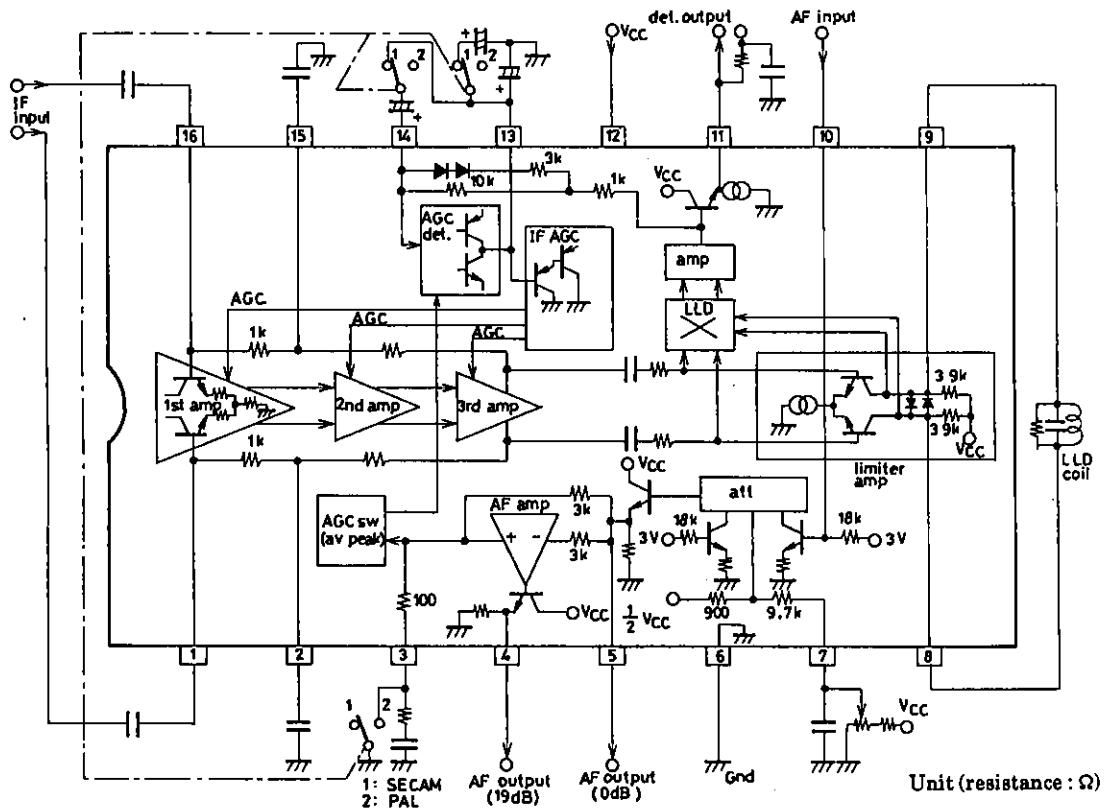 det. output
AF input
VCC
IF
input
1 2
1 2
+
+
+
16
15
14
13
12
11
10
9
3k
10k
1k
VCC
AGC
det.
IF AGC
amp
LLD
AGC
AGC
AGC
1k
1st amp
2nd amp
3rd amp
1k
3.9k
3.9k
VCC
limiter
amp
LLD
coil
VCC
att
AF amp
3k
18k
18k
AGC sw
(av peak)
+ -
3k
3V
3V
100
VCC
1/2 VCC
900
9.7k
1
2
3
4
5
6
7
8
1 2
VCC
1: SECAM
2: PAL
AF output
(19dB)
AF output
(0dB)
Gnd
Unit (resistance : Ω)